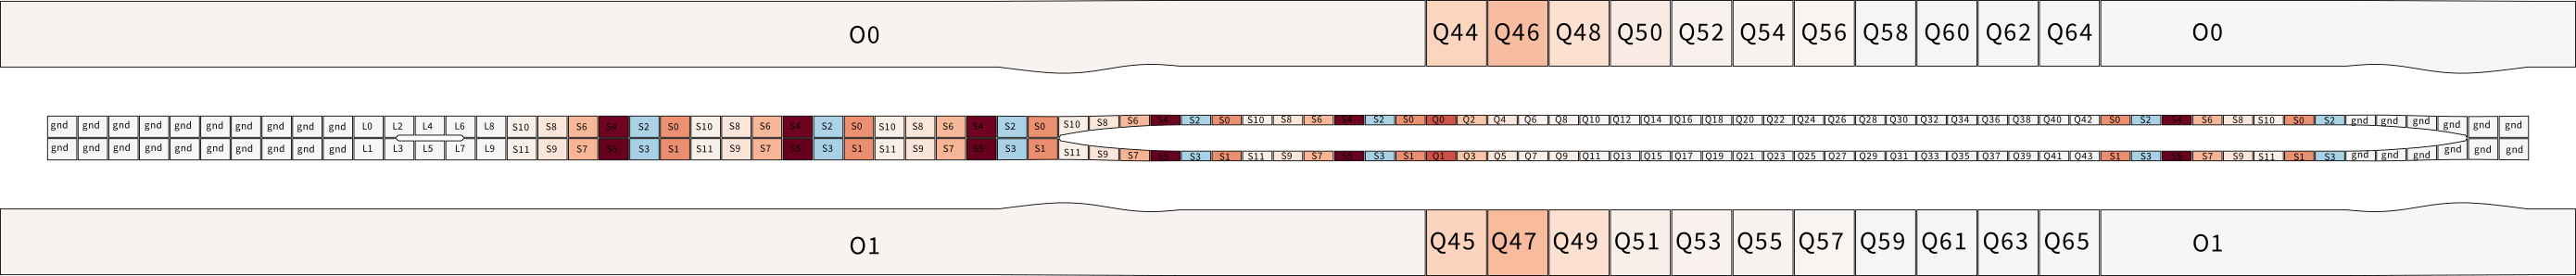 O0 Q44 Q46 Q48 Q50 Q52 Q54 Q56 Q58 Q60 Q62 Q64 O0
gnd gnd gnd gnd gnd gnd gnd gnd gnd gnd L0 L2 L4 L6 L8 S10 S8 S6 S4 S2 S0 S10 S8 S6 S4 S2 S0 S10 S8 S6 S4 S2 S0 S10 S8 S6 S4 S2 S0 S10 S8 S6 S4 S2 S0 Q0 Q2 Q4 Q6 Q8 Q10 Q12 Q14 Q16 Q18 Q20 Q22 Q24 Q26 Q28 Q30 Q32 Q34 Q36 Q38 Q40 Q42 S0 S2 S4 S6 S8 S10 S0 S2 gnd gnd gnd gnd gnd gnd
gnd gnd gnd gnd gnd gnd gnd gnd gnd gnd L1 L3 L5 L7 L9 S11 S9 S7 S5 S3 S1 S11 S9 S7 S5 S3 S1 S11 S9 S7 S5 S3 S1 S11 S9 S7 S5 S3 S1 S11 S9 S7 S5 S3 S1 Q1 Q3 Q5 Q7 Q9 Q11 Q13 Q15 Q17 Q19 Q21 Q23 Q25 Q27 Q29 Q31 Q33 Q35 Q37 Q39 Q41 Q43 S1 S3 S5 S7 S9 S11 S1 S3 gnd gnd gnd gnd gnd gnd
O1 Q45 Q47 Q49 Q51 Q53 Q55 Q57 Q59 Q61 Q63 Q65 O1